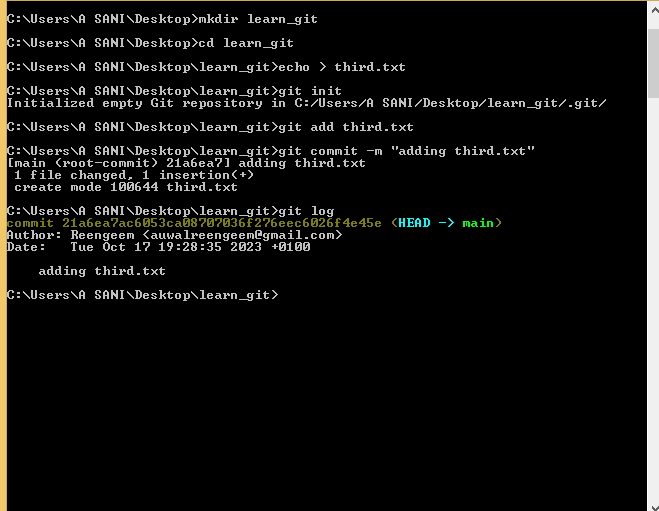 C:\Users\A SANI\Desktop>mkdir learn_git
C:\Users\A SANI\Desktop>cd learn_git
C:\Users\A SANI\Desktop\learn_git>echo > third.txt
C:\Users\A SANI\Desktop\learn_git>git init
Initialized empty Git repository in C:/Users/A SANI/Desktop/learn_git/.git/
C:\Users\A SANI\Desktop\learn_git>git add third.txt
C:\Users\A SANI\Desktop\learn_git>git commit -m "adding third.txt"
[main (root-commit) 21a6ea7] adding third.txt
 1 file changed, 1 insertion(+)
 create mode 100644 third.txt
C:\Users\A SANI\Desktop\learn_git>git log
commit 21a6ea7ac6053ca08707036f276eec6026f4e45e (HEAD -> main)
Author: Reengeem <auwalreengeem@gmail.com>
Date:   Tue Oct 17 19:28:35 2023 +0100
    adding third.txt
C:\Users\A SANI\Desktop\learn_git>